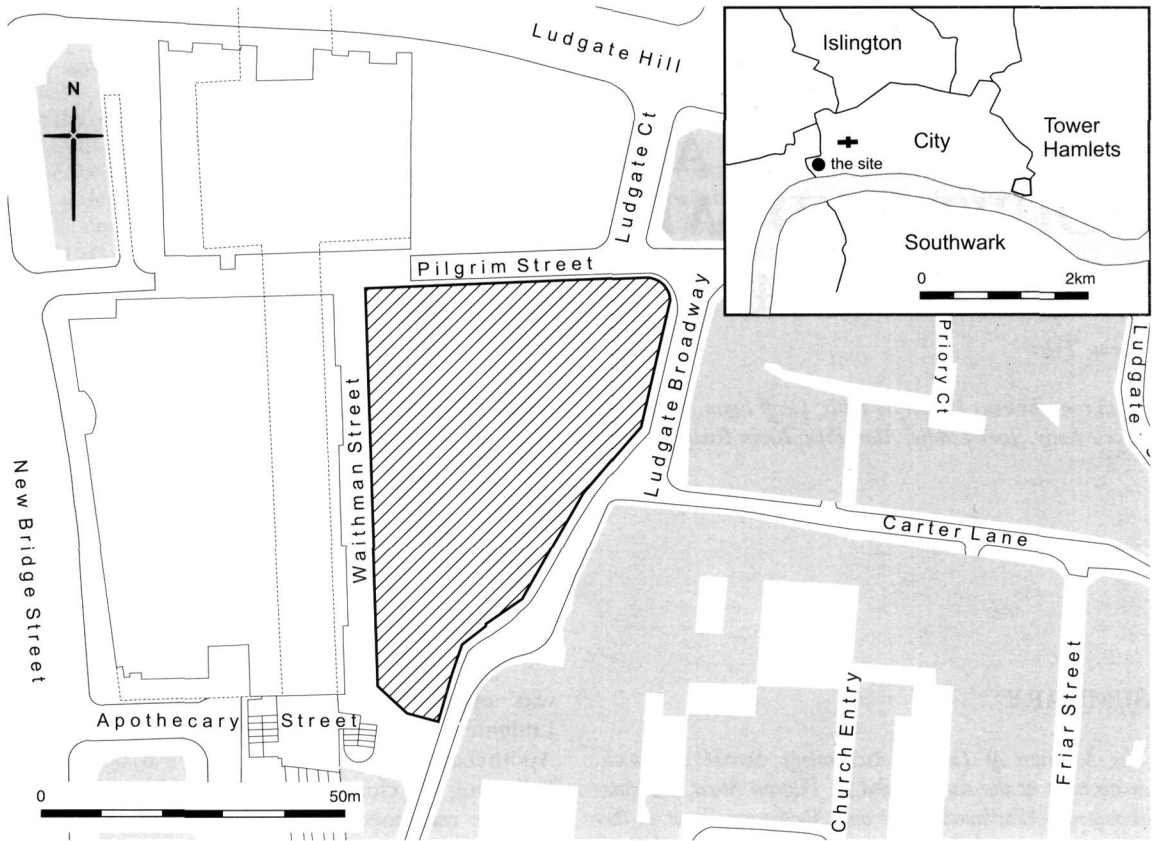 Ludgate Hill
N
Ludgate Ct
Pilgrim Street
Ludgate Broadway
Waithman Street
New Bridge Street
Apothecary Street
Carter Lane
Priory Ct
Ludgate
Friar Street
Church Entry
0 50m
Islington
City
Tower
Hamlets
the site
Southwark
0 2km